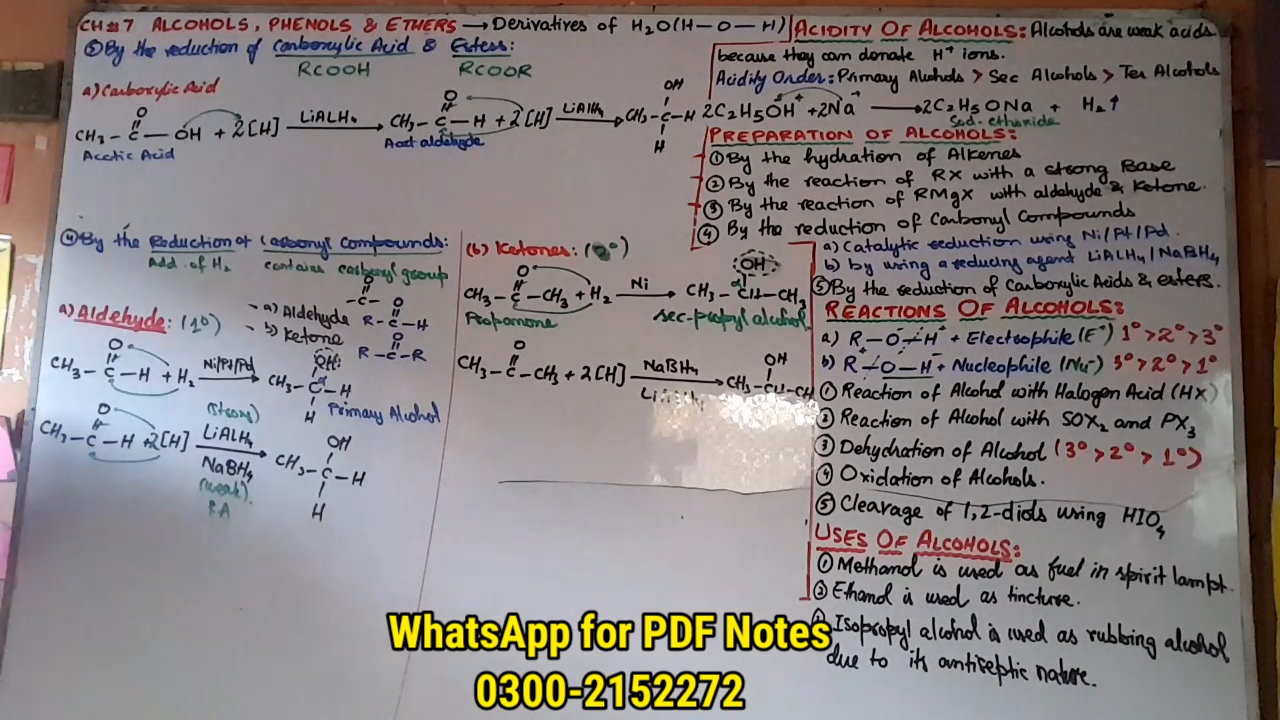 CH#7 ALCOHOLS, PHENOLS & ETHERS → Derivatives of H2O (H—O—H)
⑤ By the reduction of Carboxylic Acid & Esters:
RCOOH RCOOR
a) Carboxylic Acid
O O OH
CH3—C—OH + 2[H] LiAlH4 → CH3—C—H + 2[H] LiAlH4 → CH3—C—H
H
Acetic Acid Acetaldehyde
④ By the Reduction of Carbonyl Compounds:
Add. of H2 contains carbonyl group
O
—C—
a) Aldehyde R—C—H
b) Ketone R—C—R
a) Aldehyde: (1°)
O OH
CH3—C—H + H2 Ni/Pt/Pd → CH3—C—H
H Primary Alcohol
(strong)
O LiAlH4 OH
CH3—C—H + 2[H] → CH3—C—H
NaBH4 H
(weak)
R.A
(b) Ketones: (2°)
O OH
CH3—C—CH3 + H2 Ni → CH3—CH—CH3
Propanone sec-propyl alcohol
O OH
CH3—C—CH3 + 2[H] NaBH4 → CH3—CH—CH
ACIDITY OF ALCOHOLS: Alcohols are weak acids
because they can donate H+ ions.
Acidity Order: Primary Alcohols > Sec Alcohols > Ter Alcohols
2C2H5OH + 2Na → 2C2H5ONa + H2↑
Sod. ethoxide
PREPARATION OF ALCOHOLS:
① By the hydration of Alkenes
② By the reaction of RX with a strong Base
③ By the reaction of RMgX with aldehyde & Ketone.
④ By the reduction of Carbonyl Compounds
a) Catalytic reduction using Ni/Pt/Pd.
b) by using a reducing agent LiAlH4/NaBH4
⑤ By the reduction of Carboxylic Acids & esters.
REACTIONS OF ALCOHOLS:
a) R—O—H + Electrophile (E+) 1° > 2° > 3°
b) R—O—H + Nucleophile (Nu-) 3° > 2° > 1°
① Reaction of Alcohol with Halogen Acid (HX)
② Reaction of Alcohol with SOX2 and PX3
③ Dehydration of Alcohol (3° > 2° > 1°)
④ Oxidation of Alcohols.
⑤ Clearage of 1,2-diols using HIO4
USES OF ALCOHOLS:
① Methanol is used as fuel in spirit lampt.
② Ethanol is used as tincture.
Isopropyl alcohol is used as rubbing alcohol
due to its antiseptic nature.
WhatsApp for PDF Notes
0300-2152272